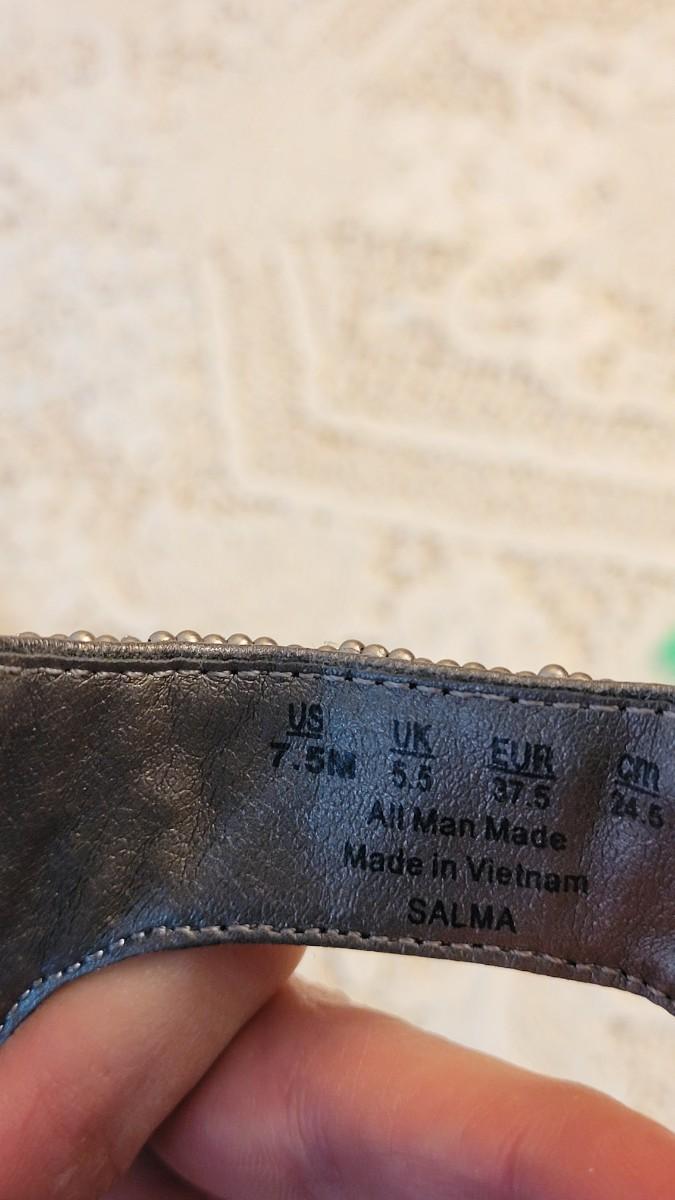 US UK EUR cm
7.5M 5.5 37.5 24.5
All Man Made
Made in Vietnam
SALMA